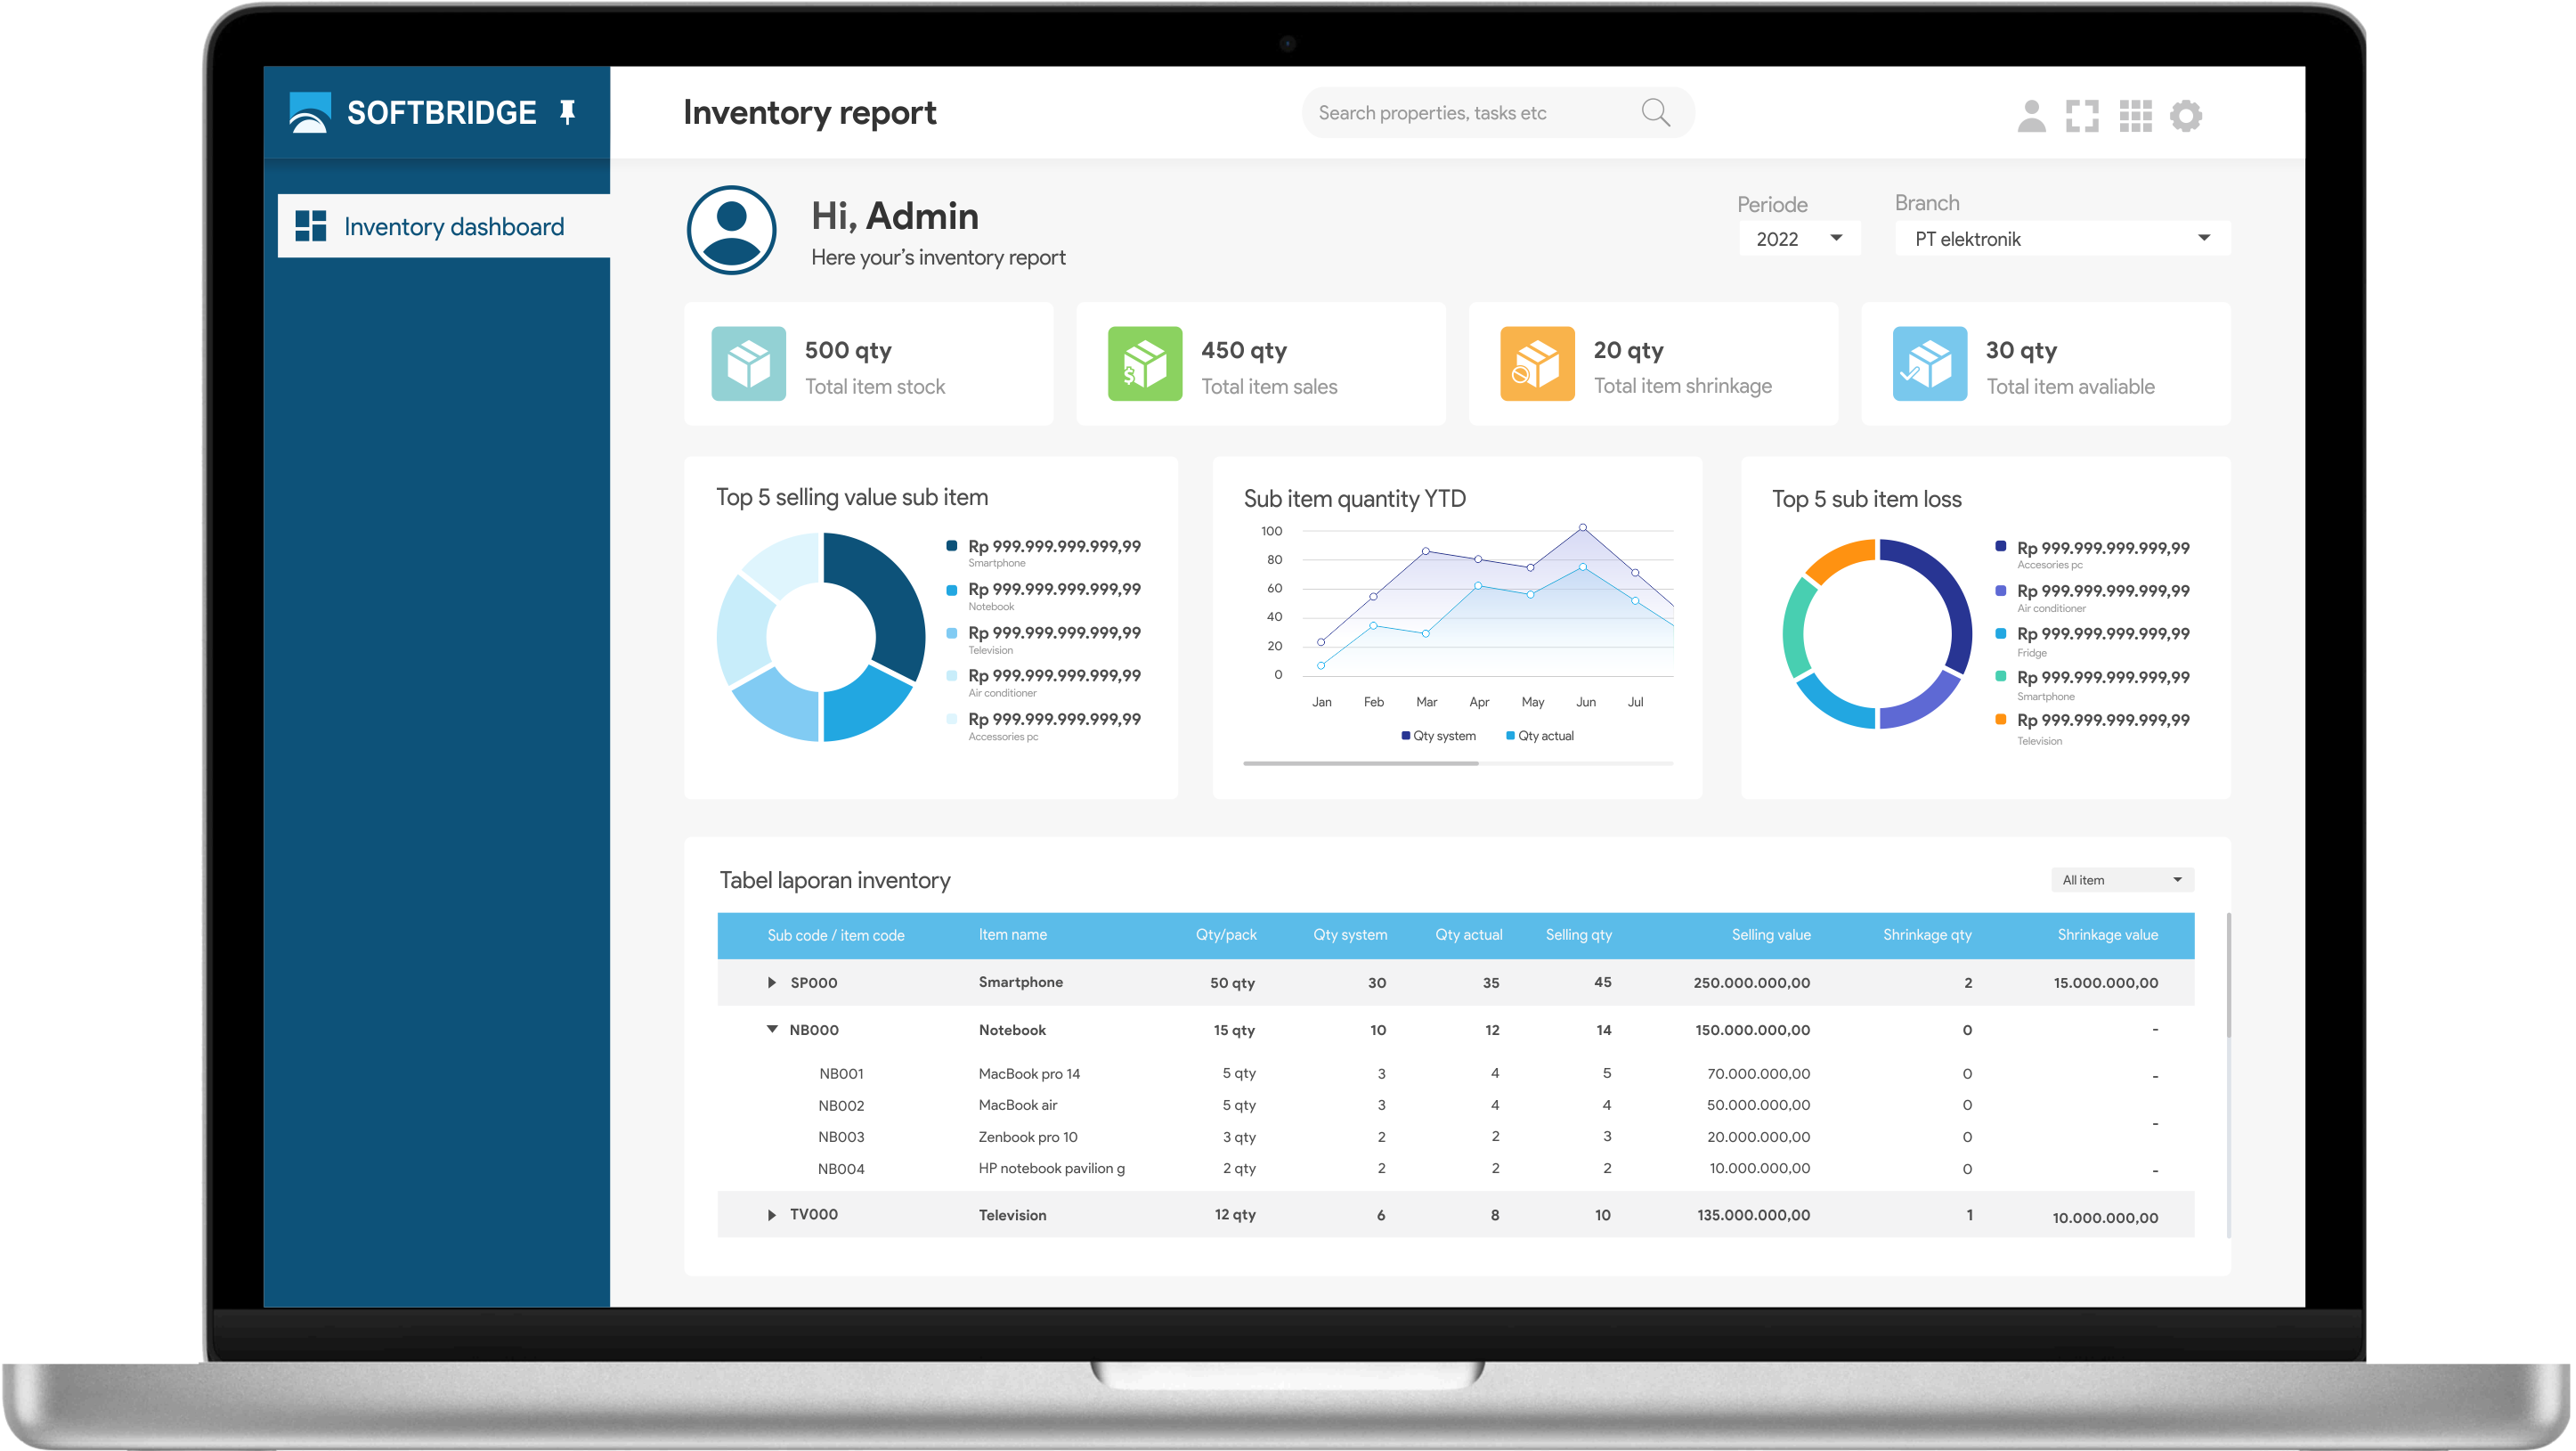 SOFTBRIDGE
Inventory report
Search properties, tasks etc
Inventory dashboard
Hi, Admin
Here your's inventory report
Periode
2022
Branch
PT elektronik
500 qty
Total item stock
450 qty
Total item sales
20 qty
Total item shrinkage
30 qty
Total item avaliable
Top 5 selling value sub item
Rp 999.999.999.999,99
Smartphone
Rp 999.999.999.999,99
Notebook
Rp 999.999.999.999,99
Television
Rp 999.999.999.999,99
Air conditioner
Rp 999.999.999.999,99
Accessories pc
Sub item quantity YTD
100
80
60
40
20
0
Jan Feb Mar Apr May Jun Jul
Qty system Qty actual
Top 5 sub item loss
Rp 999.999.999.999,99
Accesories pc
Rp 999.999.999.999,99
Air conditioner
Rp 999.999.999.999,99
Fridge
Rp 999.999.999.999,99
Smartphone
Rp 999.999.999.999,99
Television
Tabel laporan inventory
All item
Sub code / item code Item name Qty/pack Qty system Qty actual Selling qty Selling value Shrinkage qty Shrinkage value
SP000 Smartphone 50 qty 30 35 45 250.000.000,00 2 15.000.000,00
NB000 Notebook 15 qty 10 12 14 150.000.000,00 0 -
NB001 MacBook pro 14 5 qty 3 4 5 70.000.000,00 0 -
NB002 MacBook air 5 qty 3 4 4 50.000.000,00 0 -
NB003 Zenbook pro 10 3 qty 2 2 3 20.000.000,00 0
NB004 HP notebook pavilion g 2 qty 2 2 2 10.000.000,00 0 -
TV000 Television 12 qty 6 8 10 135.000.000,00 1 10.000.000,00